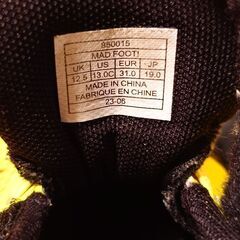 850015
MAD FOOT!
UK US EUR JP
12.5 13.0C 31.0 19.0
MADE IN CHINA
FABRIQUE EN CHINE
23-06